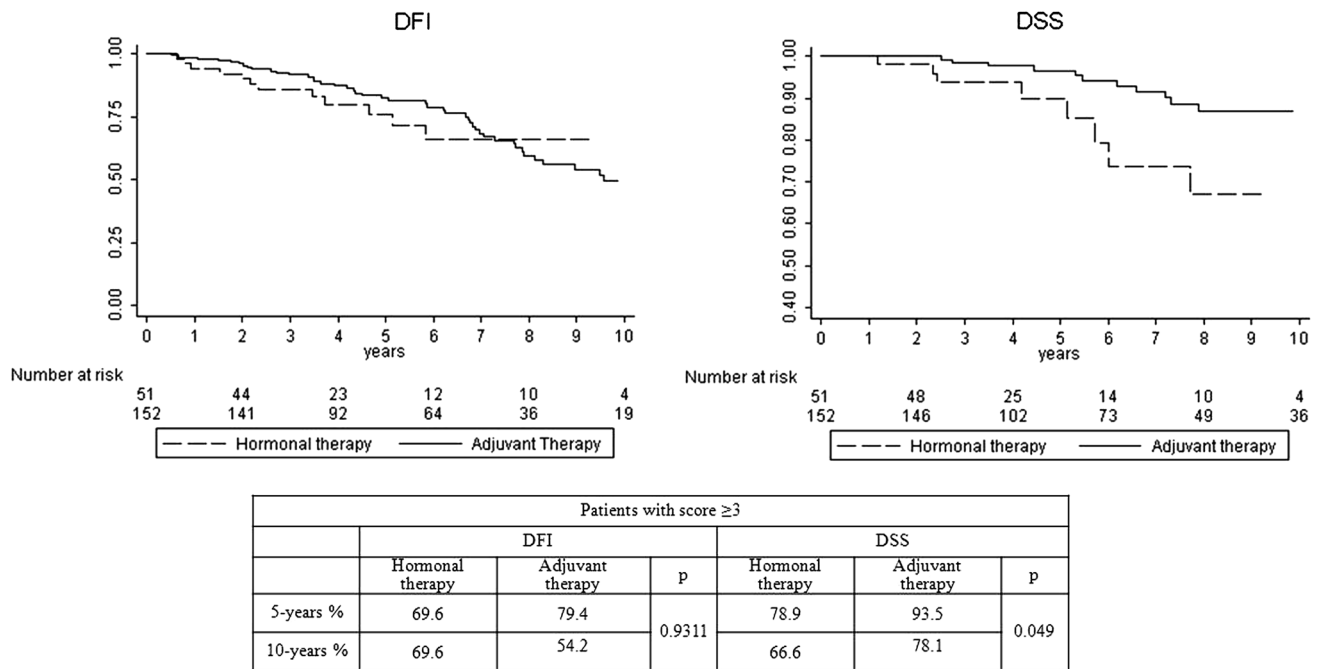 DFI
1.00
0.75
0.50
0.25
0.00
0 1 2 3 4 5 6 7 8 9 10
years
Number at risk
51 44 23 12 10 4
152 141 92 64 36 19
Hormonal therapy Adjuvant Therapy
DSS
1.00
0.90
0.80
0.70
0.60
0.50
0.40
0 1 2 3 4 5 6 7 8 9 10
years
Number at risk
51 48 25 14 10 4
152 146 102 73 49 36
Hormonal therapy Adjuvant therapy
Patients with score ≥3
DFI DSS
Hormonal therapy Adjuvant therapy p Hormonal therapy Adjuvant therapy p
5-years % 69.6 79.4 0.9311 78.9 93.5 0.049
10-years % 69.6 54.2 66.6 78.1